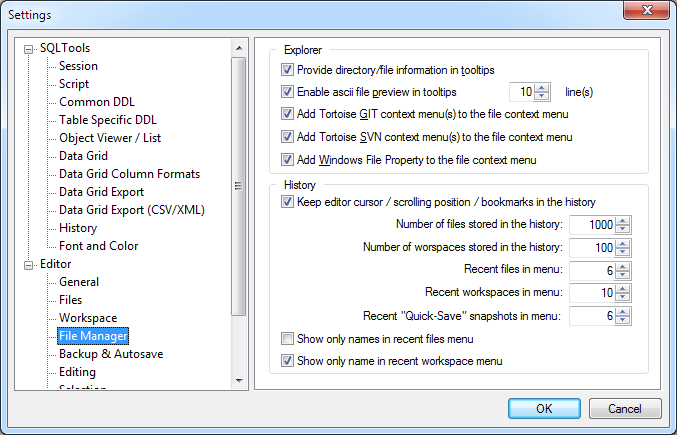 Settings
SQLTools
Session
Script
Common DDL
Table Specific DDL
Object Viewer / List
Data Grid
Data Grid Column Formats
Data Grid Export
Data Grid Export (CSV/XML)
History
Font and Color
Editor
General
Files
Workspace
File Manager
Backup & Autosave
Editing
Selection
Explorer
Provide directory/file information in tooltips
Enable ascii file preview in tooltips 10 line(s)
Add Tortoise GIT context menu(s) to the file context menu
Add Tortoise SVN context menu(s) to the file context menu
Add Windows File Property to the file context menu
History
Keep editor cursor / scrolling position / bookmarks in the history
Number of files stored in the history: 1000
Number of worspaces stored in the history: 100
Recent files in menu: 6
Recent workspaces in menu: 10
Recent "Quick-Save" snapshots in menu: 6
Show only names in recent files menu
Show only name in recent workspace menu
OK Cancel